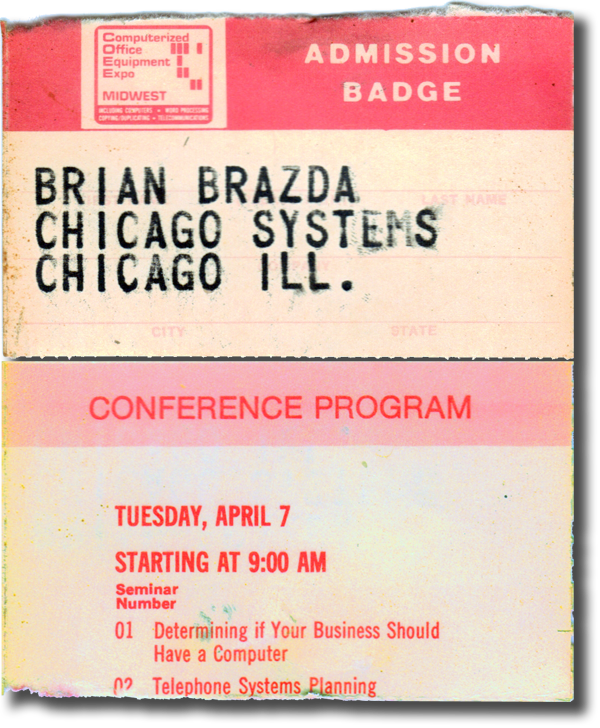 Computerized
Office
Equipment
Expo
MIDWEST
INCLUDING COMPUTERS • WORD PROCESSING
COPYING/DUPLICATING • TELECOMMUNICATIONS
ADMISSION
BADGE
LAST NAME
BRIAN BRAZDA
CHICAGO SYSTEMS
CHICAGO ILL.
CITY STATE
CONFERENCE PROGRAM
TUESDAY, APRIL 7
STARTING AT 9:00 AM
Seminar
Number
01 Determining if Your Business Should
Have a Computer
02 Telephone Systems Planning